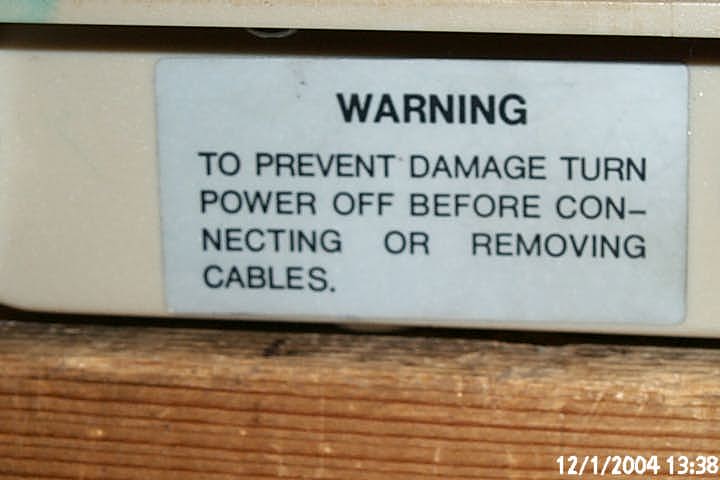 WARNING
TO PREVENT DAMAGE TURN
POWER OFF BEFORE CON–
NECTING OR REMOVING
CABLES.
12/1/2004 13:38